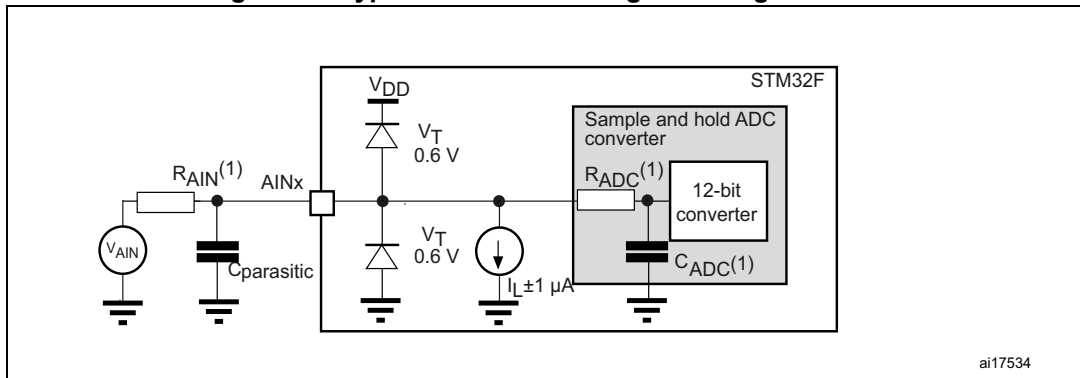 STM32F
VDD
Sample and hold ADC
converter
VT
0.6 V
RAIN(1)
AINx
RADC(1)
12-bit
converter
VAIN
Cparasitic
VT
0.6 V
IL±1 µA
CADC(1)
ai17534